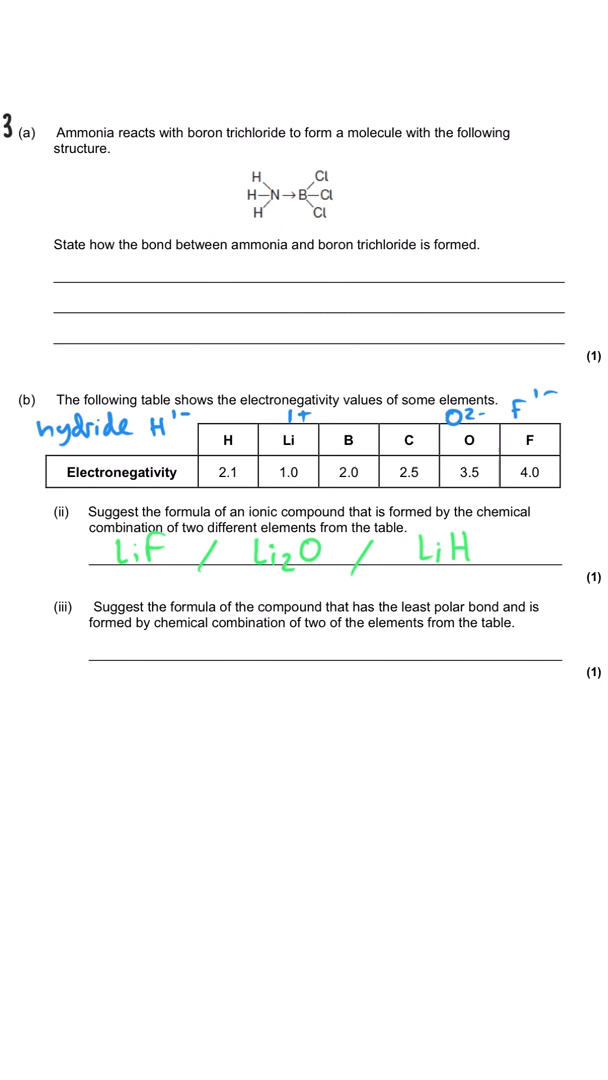 3 (a) Ammonia reacts with boron trichloride to form a molecule with the following
structure.
H Cl
H–N→B–Cl
H Cl
State how the bond between ammonia and boron trichloride is formed.
(1)
(b) The following table shows the electronegativity values of some elements.
hydride H¹⁻ 1+ O2- F¹⁻
H Li B C O F
Electronegativity 2.1 1.0 2.0 2.5 3.5 4.0
(ii) Suggest the formula of an ionic compound that is formed by the chemical
combination of two different elements from the table.
LiF / Li₂O / LiH
(1)
(iii) Suggest the formula of the compound that has the least polar bond and is
formed by chemical combination of two of the elements from the table.
(1)